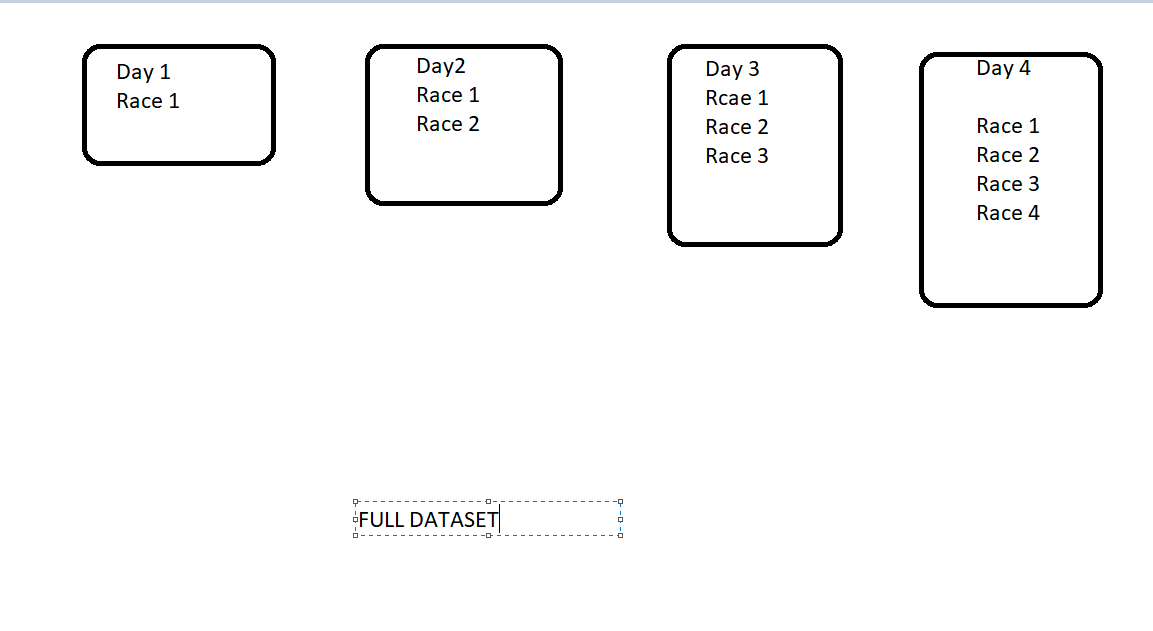 Day 1
Race 1
Day2
Race 1
Race 2
Day 3
Rcae 1
Race 2
Race 3
Day 4
Race 1
Race 2
Race 3
Race 4
FULL DATASET